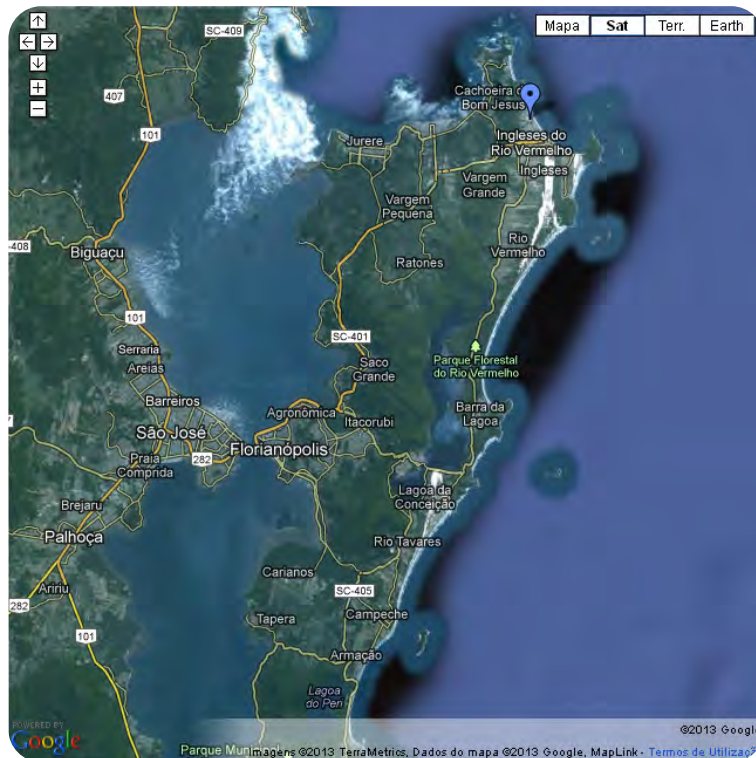 Mapa
Sat
Terr.
Earth
SC-409
407
101
Cachoeira
Bom Jesus
Jurere
Ingleses do
Rio Vermelho
Ingleses
Vargem
Grande
Vargem
Pequena
-408
Biguaçu
Rio
Vermelho
Ratones
101
SC-401
Serraria
Areias
Saco
Grande
Parque Florestal
do Rio Vermelho
Barreiros
Agronômica
Itacorubi
Barra da
Lagoa
São José
Florianópolis
Praia
Comprida
282
Lagoa da
Conceição
Brejaru
Palhoça
Rio Tavares
Carianos
Aririu
SC-405
282
Tapera
Campeche
101
Armação
Lagoa
do Peri
POWERED BY
Google
©2013 Googl
Parque Muni
Imagens ©2013 TerraMetrics, Dados do mapa ©2013 Google, MapLink - Termos de Utilizaç